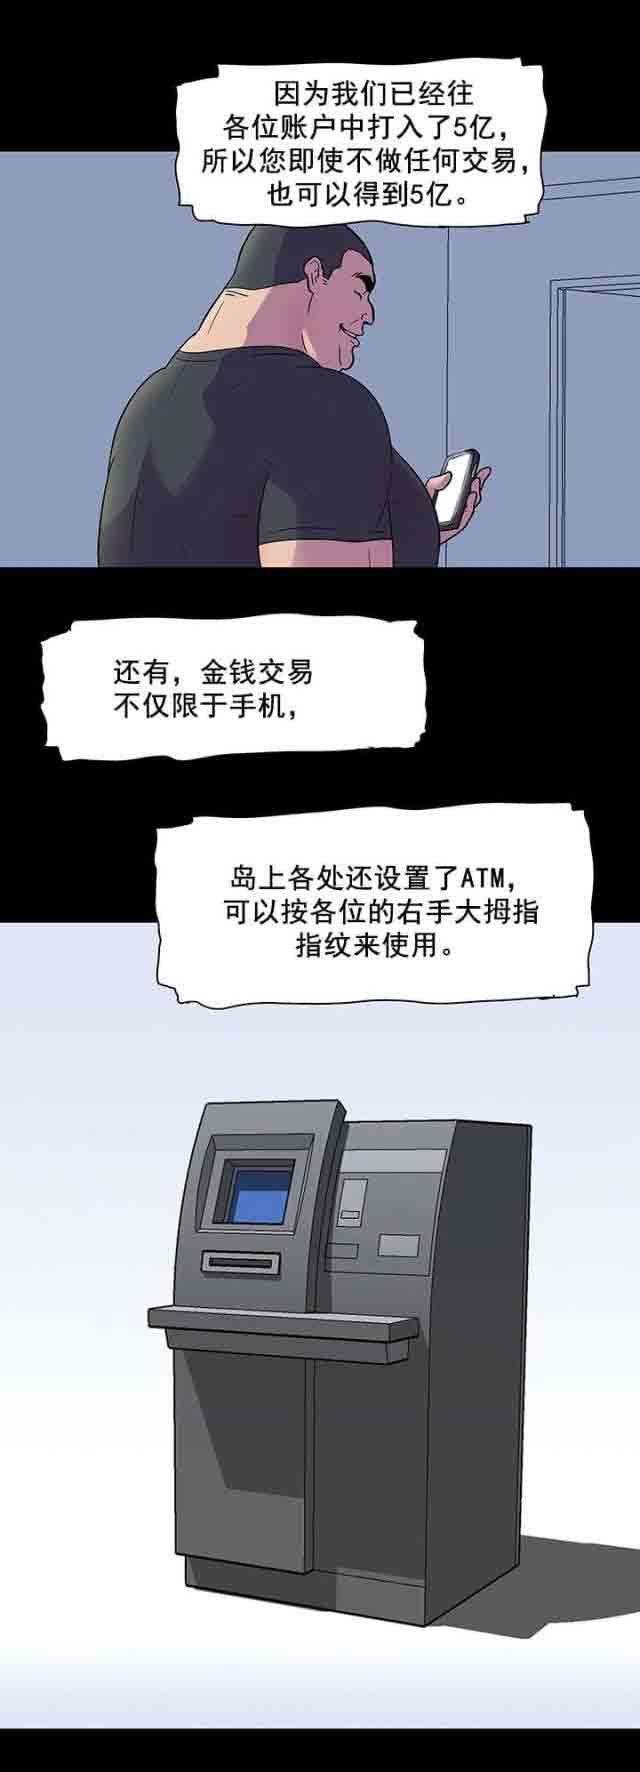 因为我们已经往
各位账户中打入了5亿，
所以您即使不做任何交易，
也可以得到5亿。
还有，金钱交易
不仅限于手机，
岛上各处还设置了ATM，
可以按各位的右手大拇指
指纹来使用。